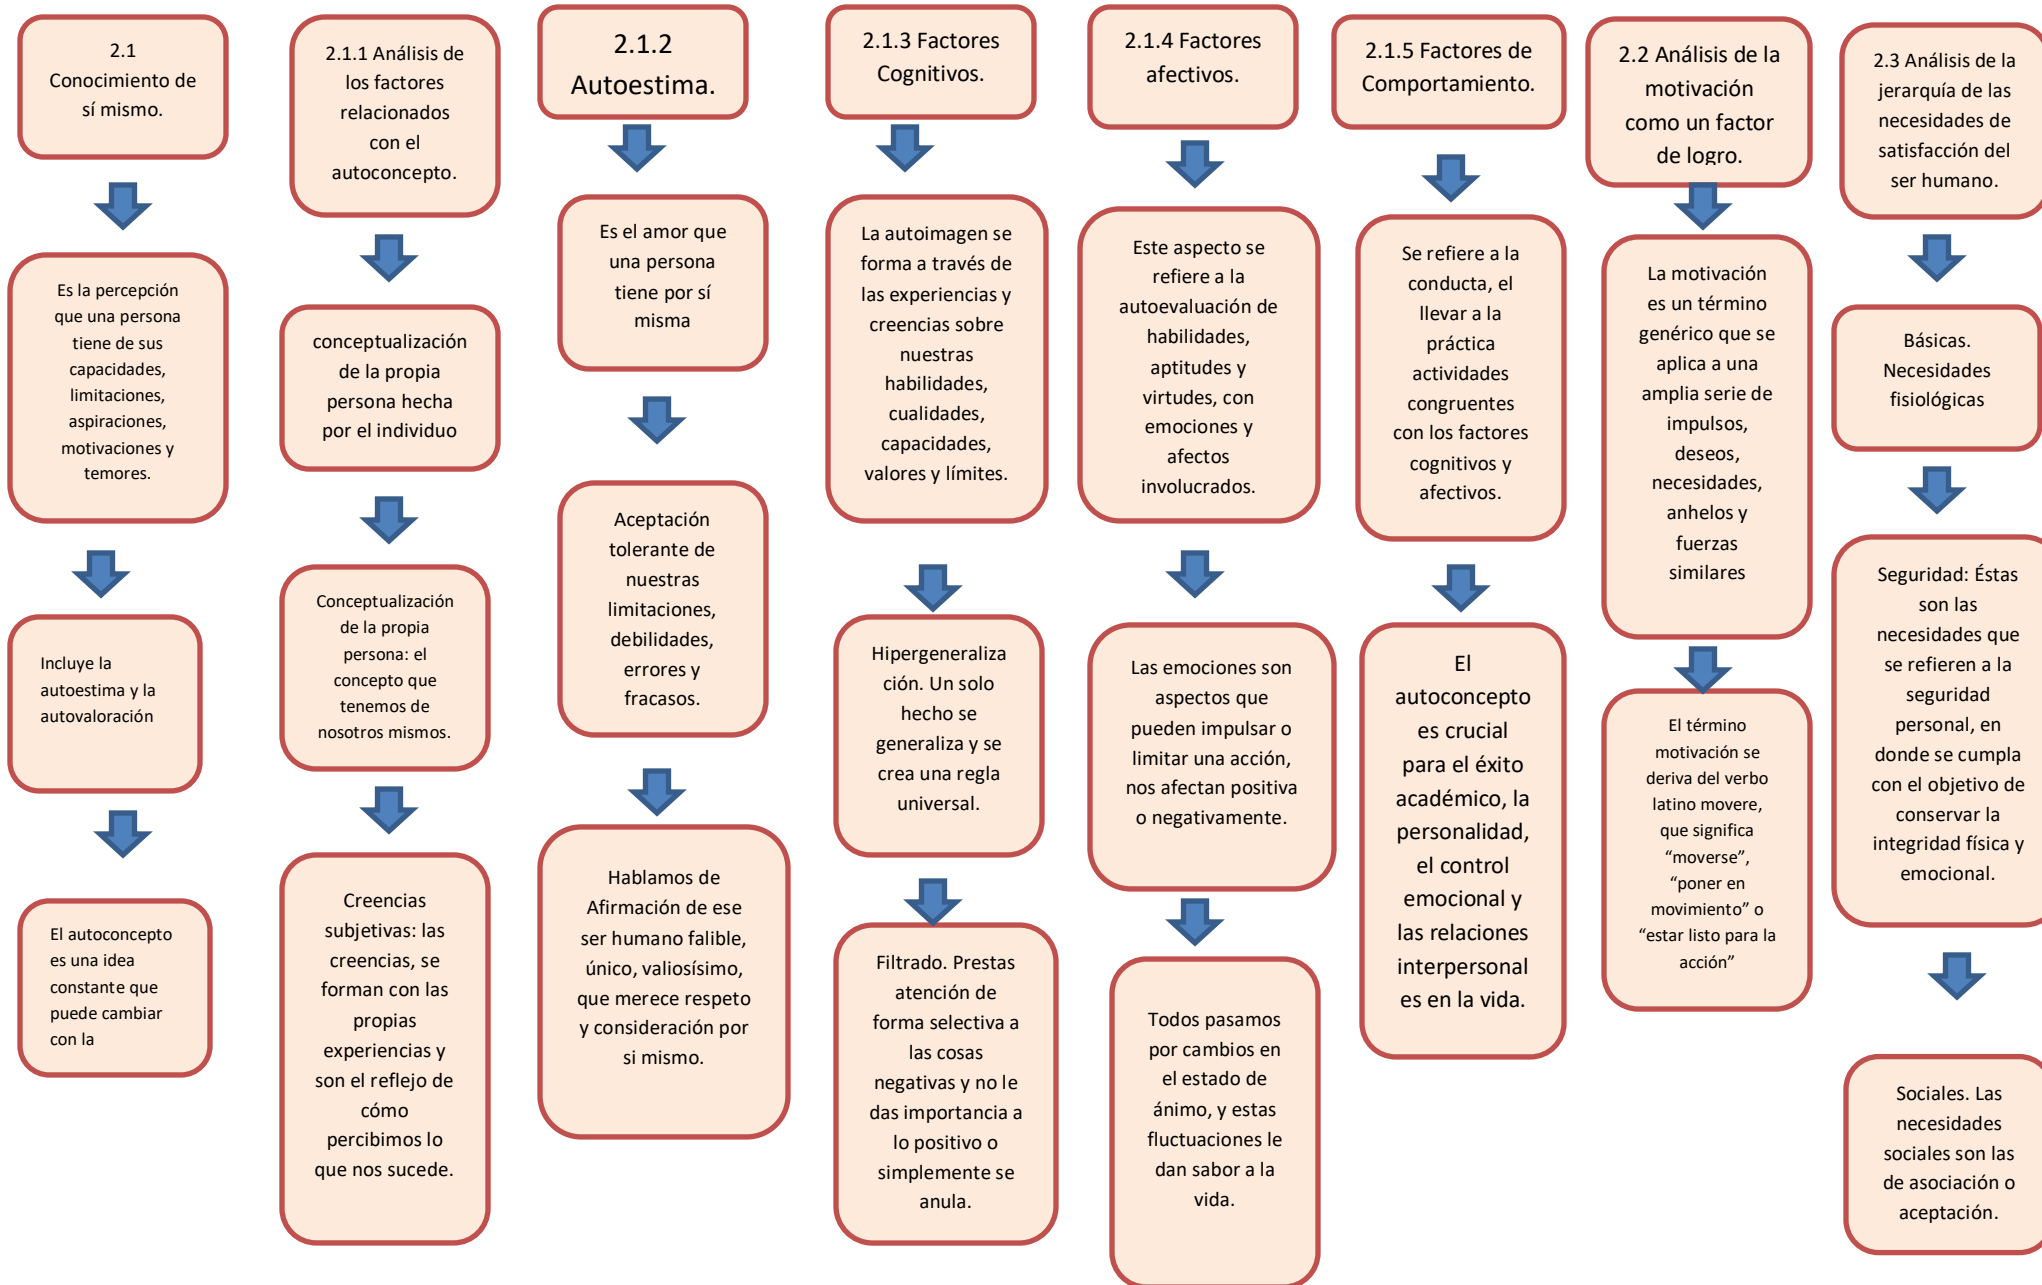 2.1
Conocimiento de
sí mismo.
Es la percepción
que una persona
tiene de sus
capacidades,
limitaciones,
aspiraciones,
motivaciones y
temores.
Incluye la
autoestima y la
autovaloración
El autoconcepto
es una idea
constante que
puede cambiar
con la
2.1.1 Análisis de
los factores
relacionados
con el
autoconcepto.
conceptualización
de la propia
persona hecha
por el individuo
Conceptualización
de la propia
persona: el
concepto que
tenemos de
nosotros mismos.
Creencias
subjetivas: las
creencias, se
forman con las
propias
experiencias y
son el reflejo de
cómo
percibimos lo
que nos sucede.
2.1.2
Autoestima.
Es el amor que
una persona
tiene por sí
misma
Aceptación
tolerante de
nuestras
limitaciones,
debilidades,
errores y
fracasos.
Hablamos de
Afirmación de ese
ser humano falible,
único, valiosísimo,
que merece respeto
y consideración por
si mismo.
2.1.3 Factores
Cognitivos.
La autoimagen se
forma a través de
las experiencias y
creencias sobre
nuestras
habilidades,
cualidades,
capacidades,
valores y límites.
Hipergeneraliza
ción. Un solo
hecho se
generaliza y se
crea una regla
universal.
Filtrado. Prestas
atención de
forma selectiva a
las cosas
negativas y no le
das importancia a
lo positivo o
simplemente se
anula.
2.1.4 Factores
afectivos.
Este aspecto se
refiere a la
autoevaluación de
habilidades,
aptitudes y
virtudes, con
emociones y
afectos
involucrados.
Las emociones son
aspectos que
pueden impulsar o
limitar una acción,
nos afectan positiva
o negativamente.
Todos pasamos
por cambios en
el estado de
ánimo, y estas
fluctuaciones le
dan sabor a la
vida.
2.1.5 Factores de
Comportamiento.
Se refiere a la
conducta, el
llevar a la
práctica
actividades
congruentes
con los factores
cognitivos y
afectivos.
El
autoconcepto
es crucial
para el éxito
académico, la
personalidad,
el control
emocional y
las relaciones
interpersonal
es en la vida.
2.2 Análisis de la
motivación
como un factor
de logro.
La motivación
es un término
genérico que se
aplica a una
amplia serie de
impulsos,
deseos,
necesidades,
anhelos y
fuerzas
similares
El término
motivación se
deriva del verbo
latino movere,
que significa
“moverse”,
“poner en
movimiento” o
“estar listo para la
acción”
2.3 Análisis de la
jerarquía de las
necesidades de
satisfacción del
ser humano.
Básicas.
Necesidades
fisiológicas
Seguridad: Éstas
son las
necesidades que
se refieren a la
seguridad
personal, en
donde se cumpla
con el objetivo de
conservar la
integridad física y
emocional.
Sociales. Las
necesidades
sociales son las
de asociación o
aceptación.